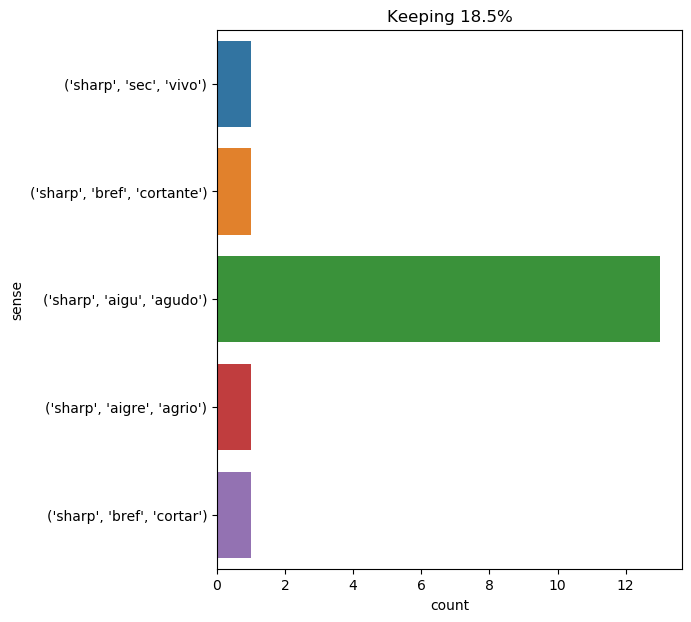 Keeping 18.5%
('sharp', 'sec', 'vivo')
('sharp', 'bref', 'cortante')
('sharp', 'aigu', 'agudo')
('sharp', 'aigre', 'agrio')
('sharp', 'bref', 'cortar')
sense
0 2 4 6 8 10 12
count